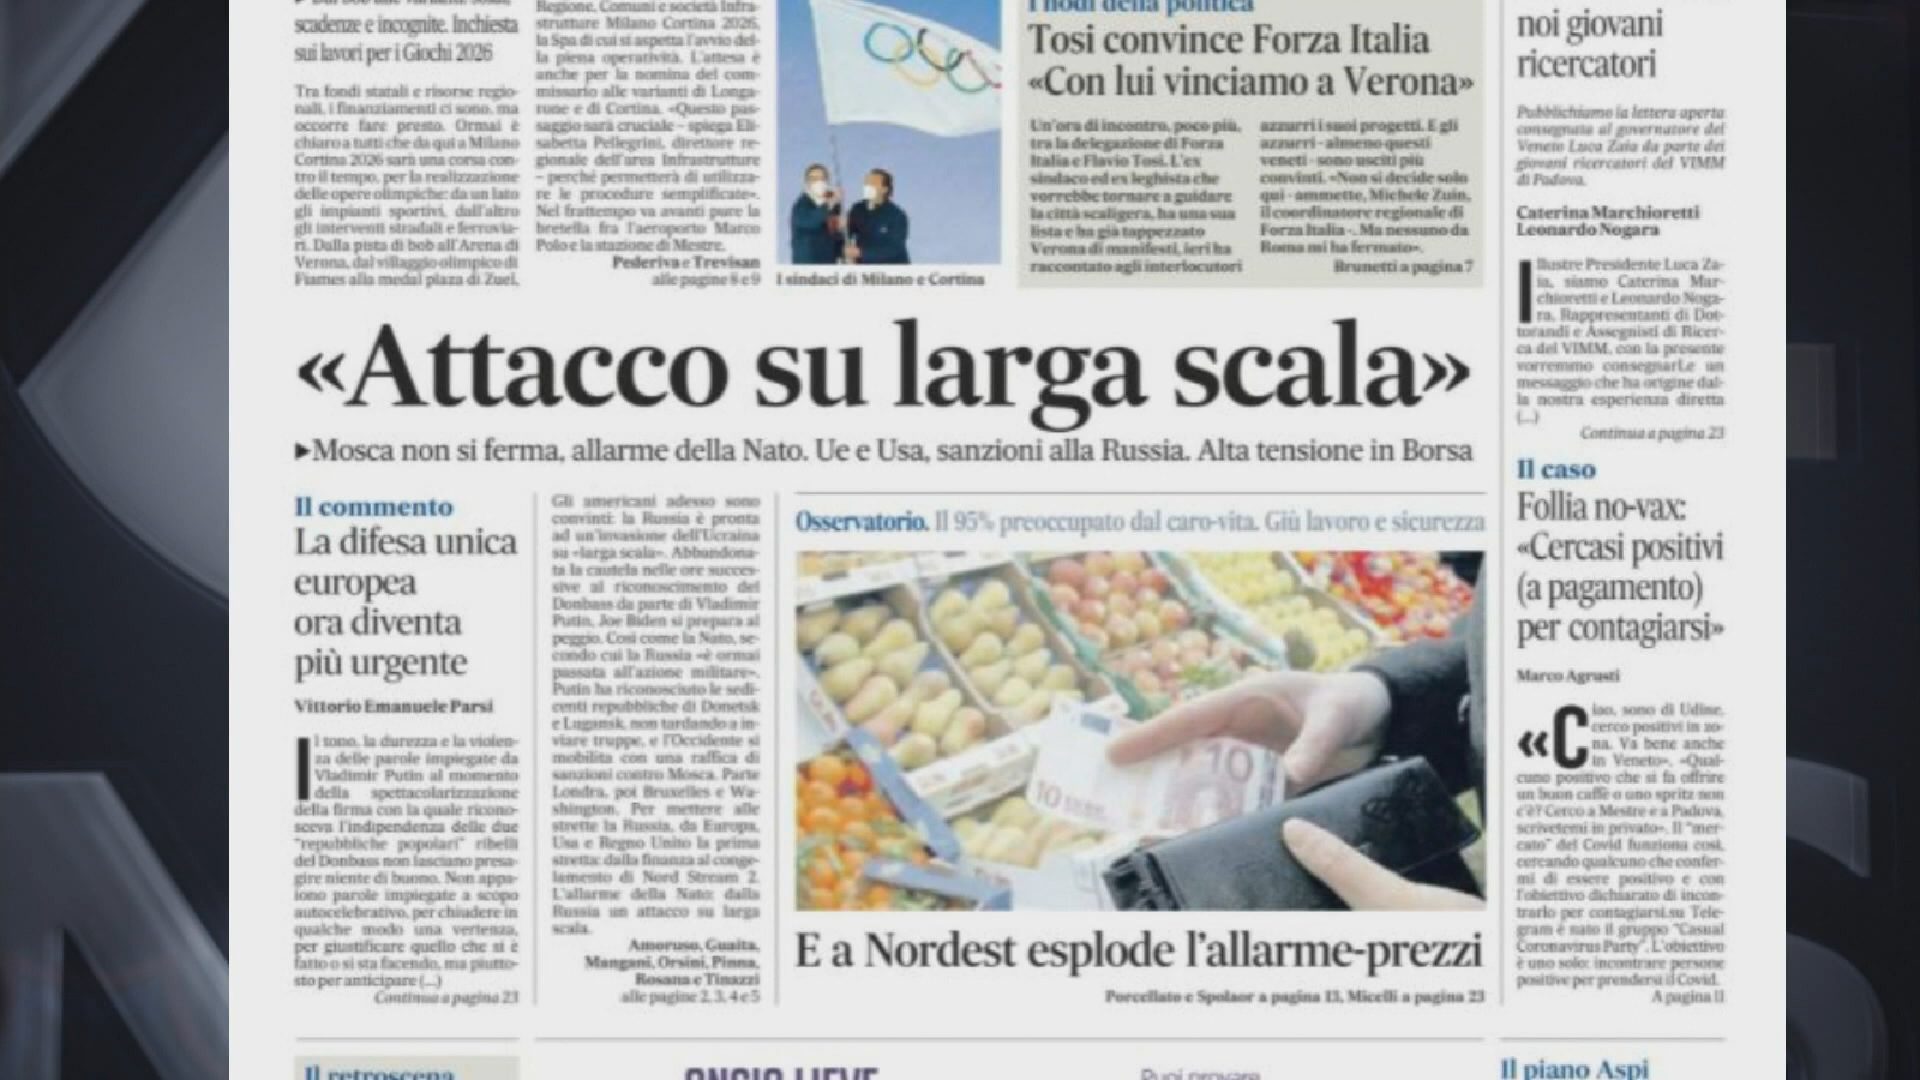 scadenze e incognite. Inchiesta
sui lavori per i Giochi 2026
Tra fondi statali e risorse regio-
nali, i finanziamenti ci sono, ma
occorre fare presto. Ormai è
chiaro a tutti che da qui a Milano
Cortina 2026 sarà una corsa con-
tro il tempo, per la realizzazione
delle opere olimpiche: da un lato
gli impianti sportivi, dall'altro
gli interventi stradali e ferrovia-
ri. Dalla pista di bob all'Arena di
Verona, dal villaggio olimpico di
Fiames alla medal plaza di Zuel,
Regione, Comuni e società Infra-
strutture Milano Cortina 2026,
la Spa di cui si aspetta l'avvio del-
la piena operatività. L'attesa è
anche per la nomina del com-
missario alle varianti di Longa-
rone e di Cortina. «Questo pas-
saggio sarà cruciale - spiega Eli-
sabetta Pellegrini, direttore re-
gionale dell'area Infrastrutture
- perché permetterà di utilizza-
re le procedure semplificate».
Nel frattempo va avanti pure la
bretella fra l'aeroporto Marco
Polo e la stazione di Mestre.
Pederiva e Trevisan
alle pagine 8 e 9
I sindaci di Milano e Cortina
I nodi della politica
Tosi convince Forza Italia
«Con lui vinciamo a Verona»
Un'ora di incontro, poco più,
tra la delegazione di Forza
Italia e Flavio Tosi. L'ex
sindaco ed ex leghista che
vorrebbe tornare a guidare
la città scaligera, ha una sua
lista e ha già tappezzato
Verona di manifesti, ieri ha
raccontato agli interlocutori
azzurri i suoi progetti. E gli
azzurri - almeno questi
veneti - sono usciti più
convinti. «Non si decide solo
qui - ammette, Michele Zuin,
il coordinatore regionale di
Forza Italia -. Ma nessuno da
Roma mi ha fermato».
Brunetti a pagina 7
noi giovani
ricercatori
Pubblichiamo la lettera aperta
consegnata al governatore del
Veneto Luca Zaia da parte dei
giovani ricercatori del VIMM
di Padova.
Caterina Marchioretti
Leonardo Nogara
Illustre Presidente Luca Za-
ia, siamo Caterina Mar-
chioretti e Leonardo Noga-
ra, Rappresentanti di Dot-
torandi e Assegnisti di Ricer-
ca del VIMM, con la presente
vorremmo consegnarLe un
messaggio che ha origine dal-
la nostra esperienza diretta
(...)
Continua a pagina 23
«Attacco su larga scala»
▶Mosca non si ferma, allarme della Nato. Ue e Usa, sanzioni alla Russia. Alta tensione in Borsa
Il commento
La difesa unica
europea
ora diventa
più urgente
Vittorio Emanuele Parsi
Il tono, la durezza e la violen-
za delle parole impiegate da
Vladimir Putin al momento
della spettacolarizzazione
della firma con la quale ricono-
sceva l'indipendenza delle due
"repubbliche popolari" ribelli
del Donbass non lasciano presa-
gire niente di buono. Non appa-
iono parole impiegate a scopo
autocelebrativo, per chiudere in
qualche modo una vertenza,
per giustificare quello che si è
fatto o si sta facendo, ma piutto-
sto per anticipare (...)
Continua a pagina 23
Gli americani adesso sono
convinti: la Russia è pronta
ad un'invasione dell'Ucraina
su «larga scala». Abbandona-
ta la cautela nelle ore succes-
sive al riconoscimento del
Donbass da parte di Vladimir
Putin, Joe Biden si prepara al
peggio. Così come la Nato, se-
condo cui la Russia «è ormai
passata all'azione militare».
Putin ha riconosciuto le sedi-
centi repubbliche di Donetsk
e Lugansk, non tardando a in-
viare truppe, e l'Occidente si
mobilita con una raffica di
sanzioni contro Mosca. Parte
Londra, poi Bruxelles e Wa-
shington. Per mettere alle
strette la Russia, da Europa,
Usa e Regno Unito la prima
stretta: dalla finanza al conge-
lamento di Nord Stream 2.
L'allarme della Nato: dalla
Russia un attacco su larga
scala.
Amoruso, Guaita,
Mangani, Orsini, Pinna,
Rosana e Tinazzi
alle pagine 2, 3, 4 e 5
Osservatorio. Il 95% preoccupato dal caro-vita. Giù lavoro e sicurezza
10
10 EURO
E a Nordest esplode l'allarme-prezzi
Porcellato e Spolaor a pagina 13, Micelli a pagina 23
Il caso
Follia no-vax:
«Cercasi positivi
(a pagamento)
per contagiarsi»
Marco Agrusti
«Ciao, sono di Udine,
cerco positivi in zo-
na. Va bene anche
in Veneto». «Qual-
cuno positivo che si fa offrire
un buon caffè o uno spritz non
c'è? Cerco a Mestre e a Padova,
scrivetemi in privato». Il "mer-
cato" del Covid funziona così,
cercando qualcuno che confer-
mi di essere positivo e con
l'obiettivo dichiarato di incon-
trarlo per contagiarsi.su Tele-
gram è nato il gruppo "Casual
Coronavirus Party". L'obiettivo
è uno solo: incontrare persone
positive per prendersi il Covid.
A pagina 11
Il retroscena
ANSIO LIEVE
Puoi provare
Il piano Aspi